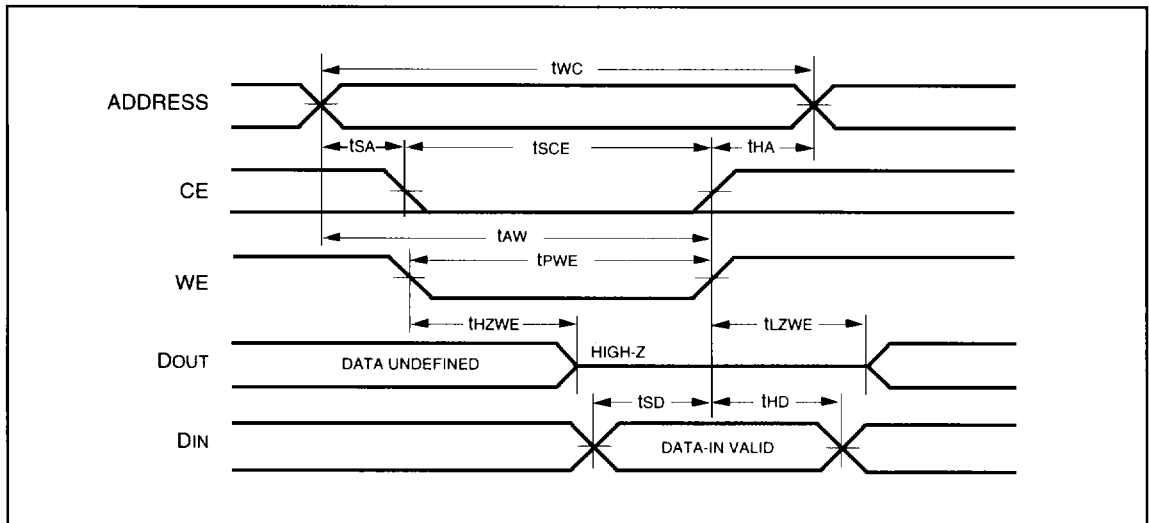 tWC
ADDRESS
tSA
tSCE
tHA
CE
tAW
tPWE
WE
tHZWE
tLZWE
DOUT
DATA UNDEFINED
HIGH-Z
tSD
tHD
DIN
DATA-IN VALID